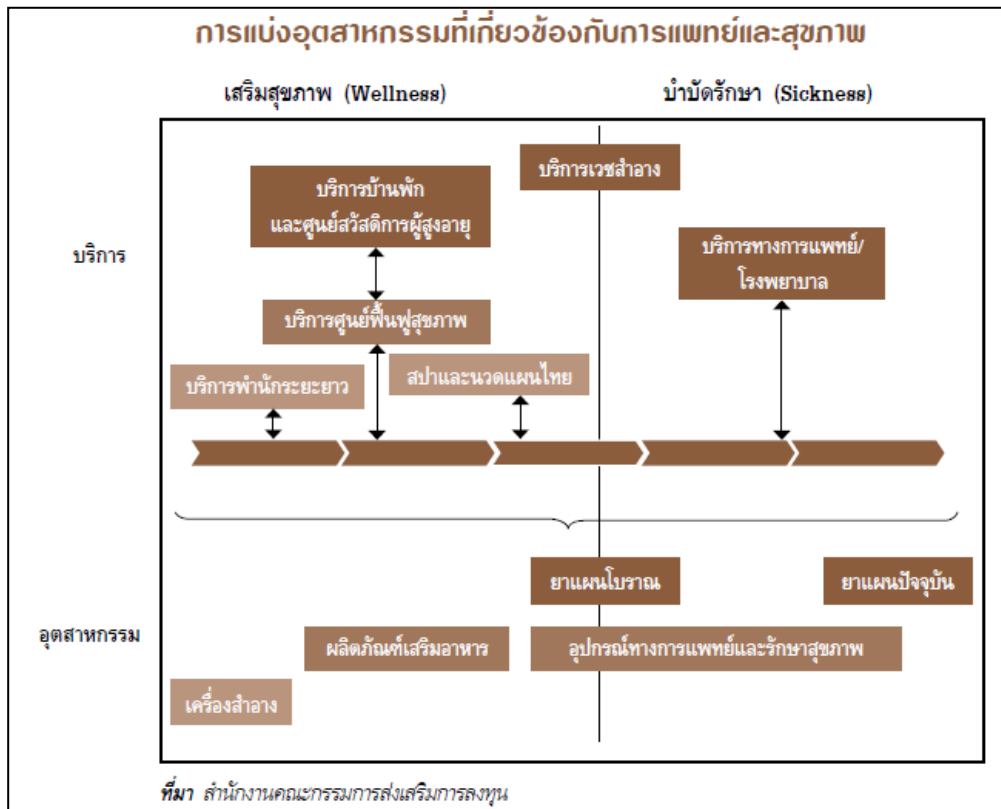 การแบ่งอุตสาหกรรมที่เกี่ยวข้องกับการแพทย์และสุขภาพ
เสริมสุขภาพ (Wellness)
บำบัดรักษา (Sickness)
บริการ
บริการเวชสำอาง
บริการบ้านพัก
และศูนย์สวัสดิการผู้สูงอายุ
บริการทางการแพทย์/
โรงพยาบาล
บริการศูนย์ฟื้นฟูสุขภาพ
สปาและนวดแผนไทย
บริการพำนักระยะยาว
อุตสาหกรรม
ยาแผนโบราณ
ยาแผนปัจจุบัน
ผลิตภัณฑ์เสริมอาหาร
อุปกรณ์ทางการแพทย์และรักษาสุขภาพ
เครื่องสำอาง
ที่มา สำนักงานคณะกรรมการส่งเสริมการลงทุน